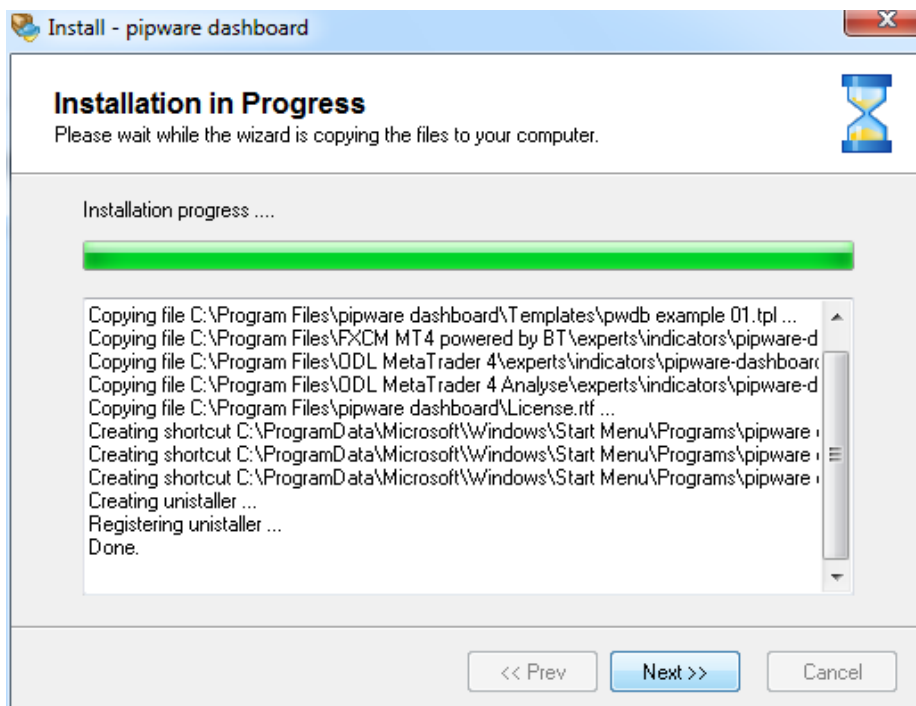 Install - pipware dashboard
Installation in Progress
Please wait while the wizard is copying the files to your computer.
Installation progress ....
Copying file C:\Program Files\pipware dashboard\Templates\pwdb example 01.tpl ...
Copying file C:\Program Files\FXCM MT4 powered by BT\experts\indicators\pipware-d
Copying file C:\Program Files\ODL MetaTrader 4\experts\indicators\pipware-dashboard
Copying file C:\Program Files\ODL MetaTrader 4 Analyse\experts\indicators\pipware-d
Copying file C:\Program Files\pipware dashboard\License.rtf ...
Creating shortcut C:\ProgramData\Microsoft\Windows\Start Menu\Programs\pipware
Creating shortcut C:\ProgramData\Microsoft\Windows\Start Menu\Programs\pipware
Creating shortcut C:\ProgramData\Microsoft\Windows\Start Menu\Programs\pipware
Creating unistaller ...
Registering unistaller ...
Done.
<< Prev
Next >>
Cancel